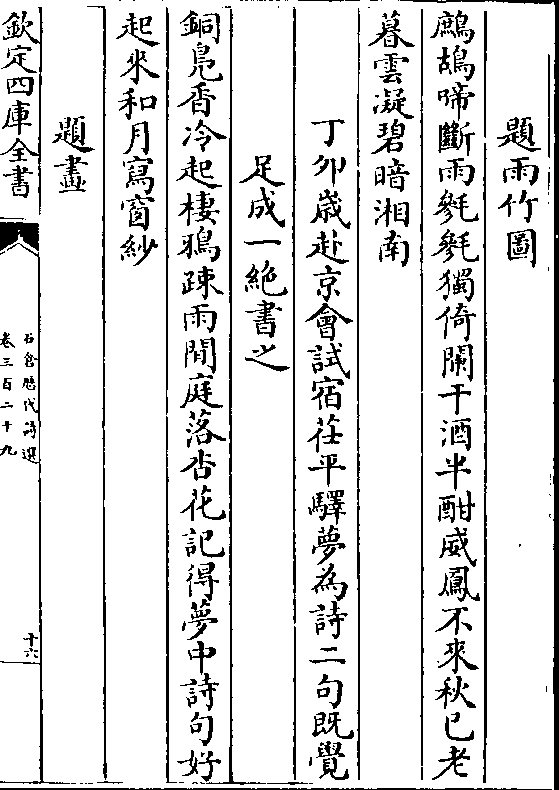 題雨竹圖
鷓鴣啼斷雨毿毿獨倚闌干酒半酣威鳳不來秋已老
暮雲凝碧暗湘南
丁夘歳赴京會試宿茌平驛夢為詩二句既覺
足成一絶書之
銅鳬香冷起棲鴉疎雨閒庭落杏花記得夢中詩句好
起來和月寫窗紗
題畫
欽定四庫全書
石倉歴代詩選
卷三百二十九
十六